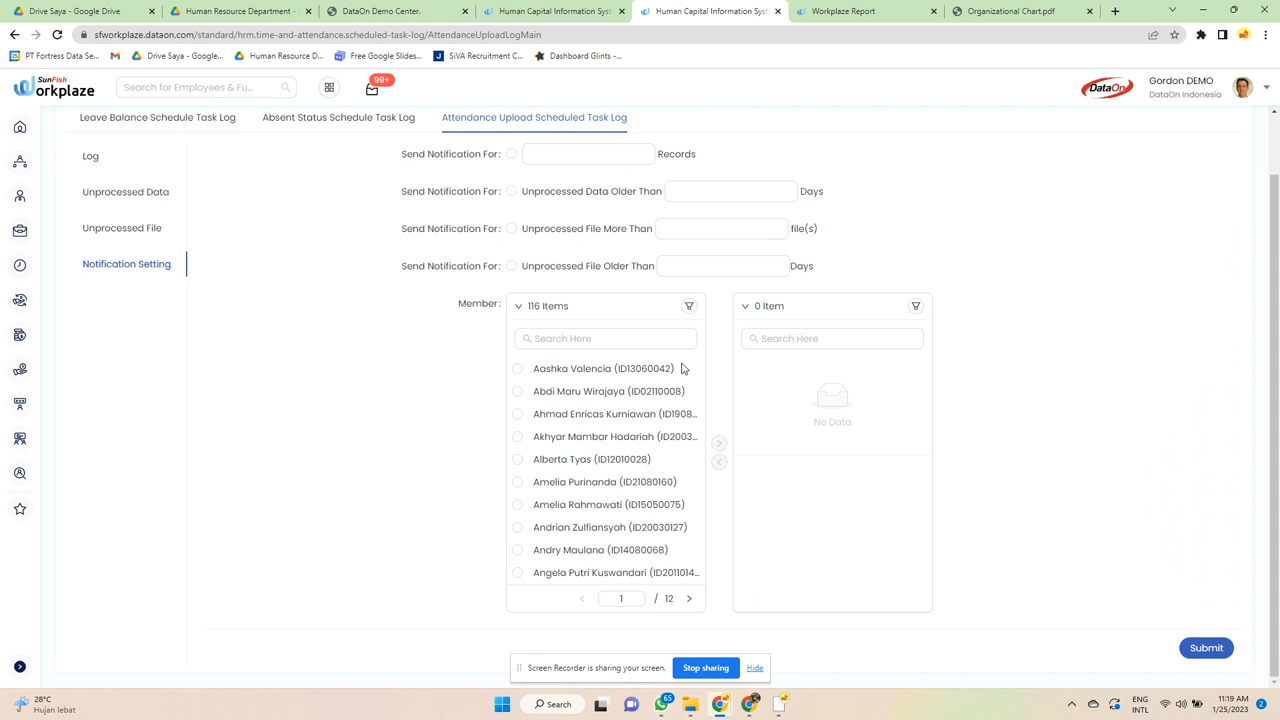 Drive Saya - Google Drive
Human Resource Department -
DataOn Demo Center.
Human Capital Information Syst
Human Capital Information Syst
Workplaze Report
Organizational Chart.pdf
sfworkplaze.dataon.com/standard/hrm.time-and-attendance.schedule-task-log/AttendanceUploadLogMain
PT Fortress Data Se...
Drive Saya - Google...
Human Resource D...
Free Google Slides...
SiVA Recruitment C...
Dashboard Glints –...
SunFish
Workplaze
Search for Employees & Fu...
99+
DataOn
Gordon DEMO
DataOn Indonesia
Leave Balance Schedule Task Log
Absent Status Schedule Task Log
Attendance Upload Scheduled Task Log
Log
Unprocessed Data
Unprocessed File
Notification Setting
Send Notification For:
Records
Send Notification For:
Unprocessed Data Older Than
Days
Send Notification For:
Unprocessed File More Than
file(s)
Send Notification For:
Unprocessed File Older Than
Days
Member:
116 Items
Search Here
Aashka Valencia (ID13060042)
Abdi Maru Wirajaya (ID02110008)
Ahmad Enricas Kurniawan (ID1908...
Akhyar Mambar Hadariah (ID2003...
Alberta Tyas (ID12010028)
Amelia Purinanda (ID21080160)
Amelia Rahmawati (ID15050075)
Andrian Zulfiansyah (ID20030127)
Andry Maulana (ID14080068)
Angela Putri Kuswandari (ID2011014...
1 / 12
0 Item
Search Here
No Data
Submit
Screen Recorder is sharing your screen.
Stop sharing
Hide
28°C
Hujan lebat
Search
65
ENG
INTL
11:19 AM
1/25/2023
2